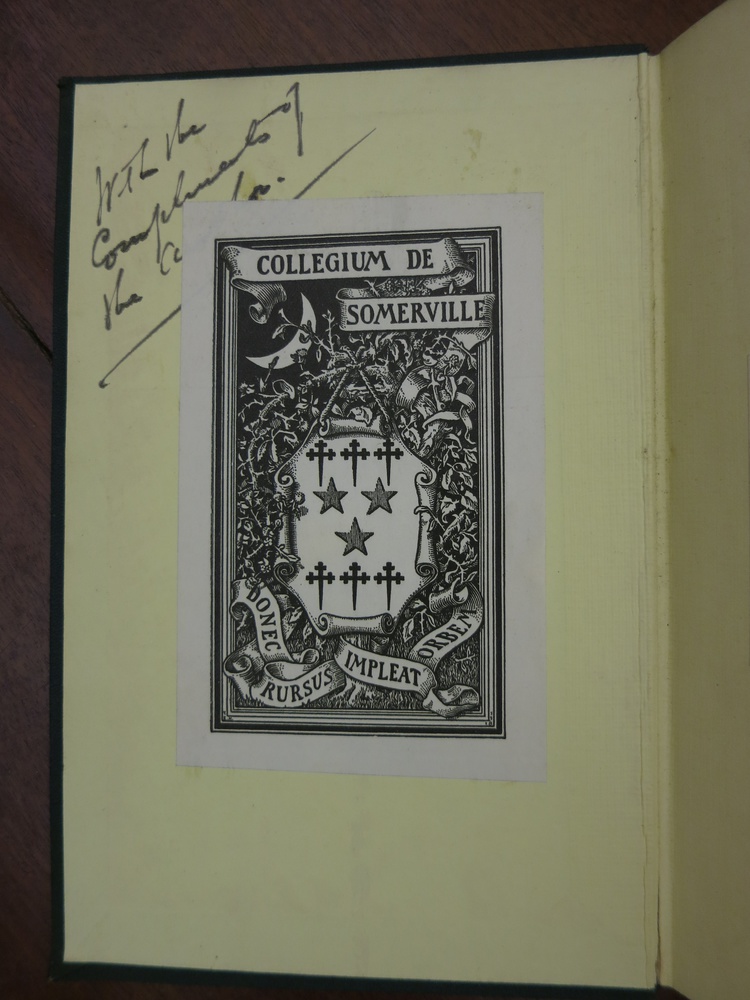 With the
Compliments of
the
COLLEGIUM DE
SOMERVILLE
DONEC
RURSUS
IMPLEAT
ORBEM